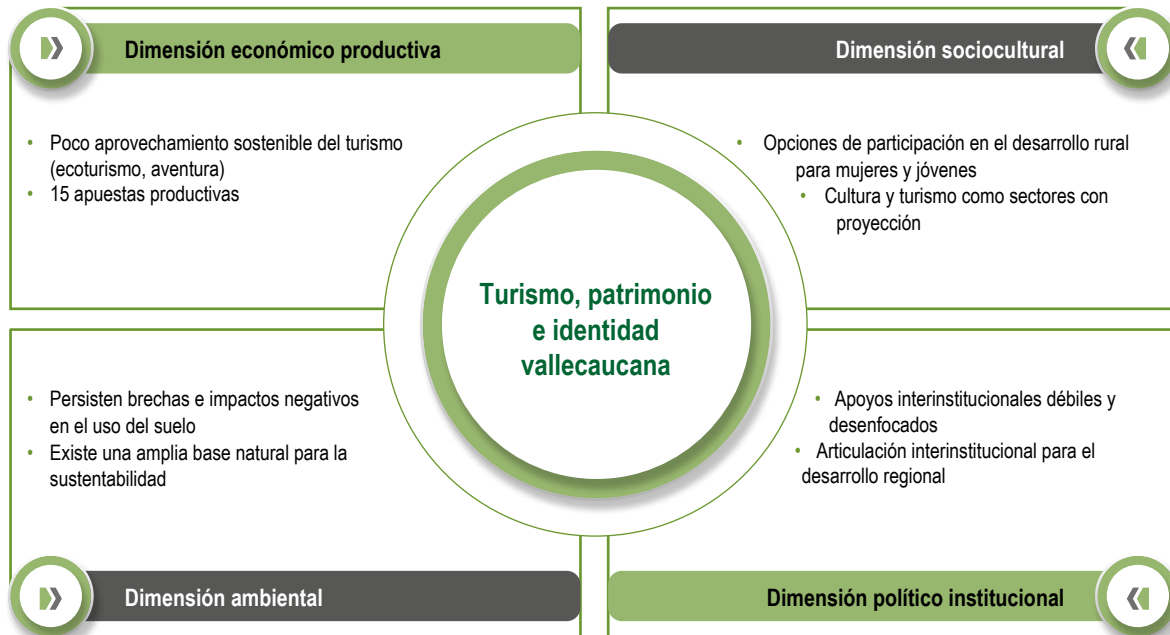 Dimensión económico productiva
• Poco aprovechamiento sostenible del turismo
(ecoturismo, aventura)
• 15 apuestas productivas
Dimensión sociocultural
• Opciones de participación en el desarrollo rural
para mujeres y jóvenes
• Cultura y turismo como sectores con
proyección
Turismo, patrimonio
e identidad
vallecaucana
• Persisten brechas e impactos negativos
en el uso del suelo
• Existe una amplia base natural para la
sustentabilidad
Dimensión ambiental
• Apoyos interinstitucionales débiles y
desenfocados
• Articulación interinstitucional para el
desarrollo regional
Dimensión político institucional